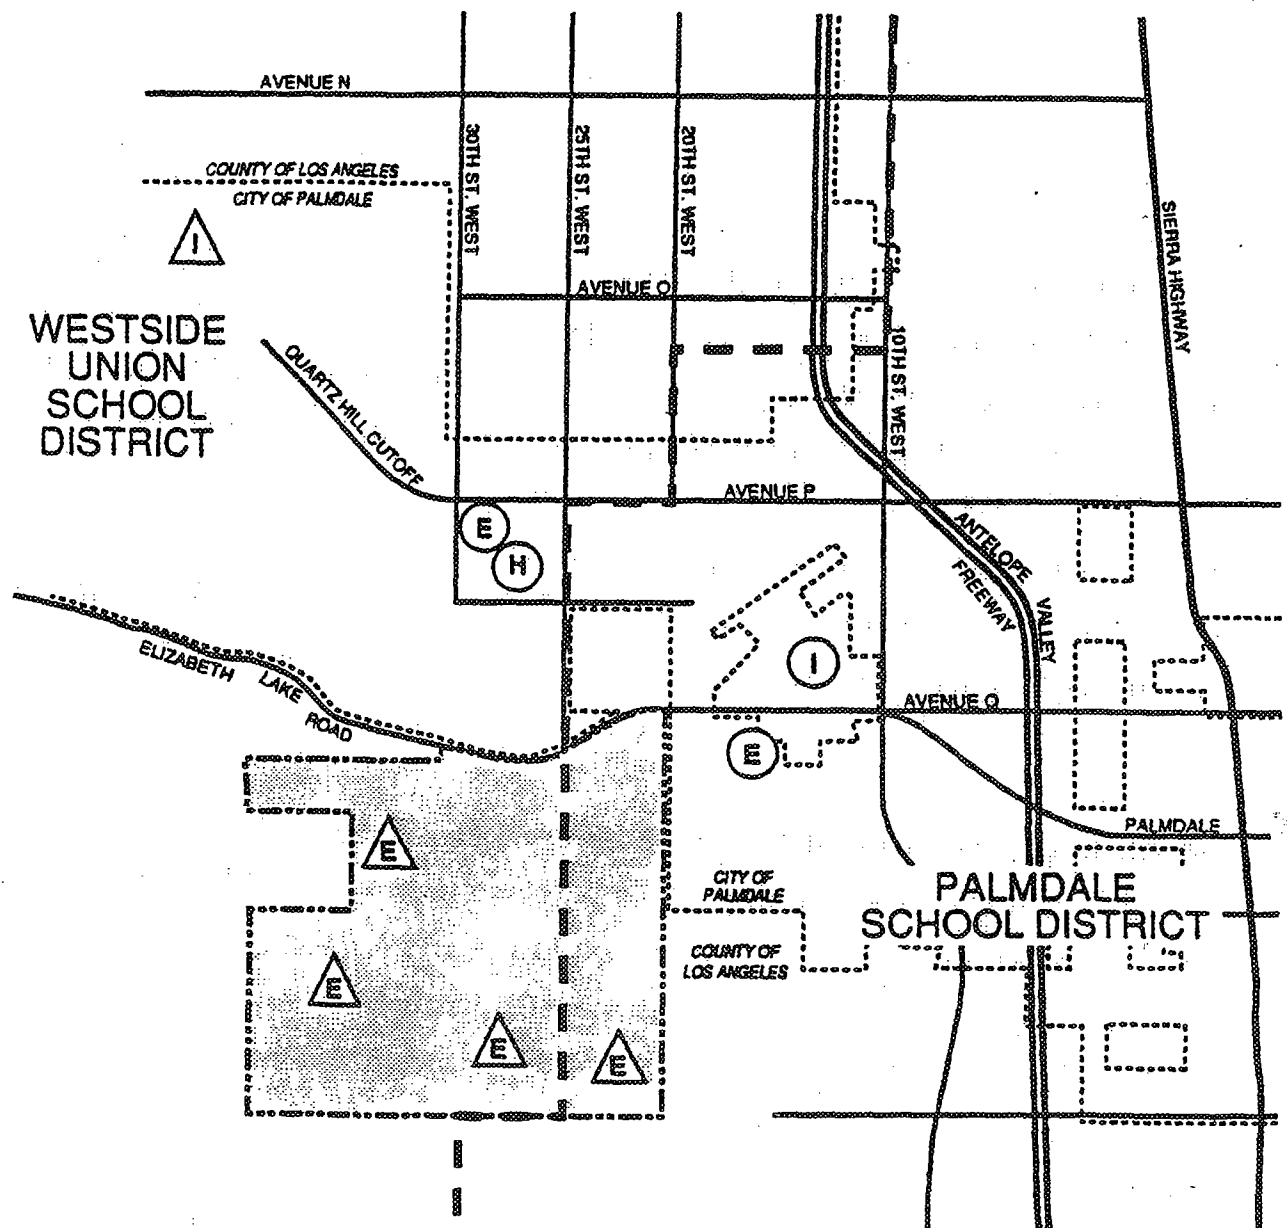 AVENUE N
30TH ST. WEST
25TH ST. WEST
20TH ST. WEST
COUNTY OF LOS ANGELES
CITY OF PALMDALE
SIERRA HIGHWAY
I
AVENUE O
WESTSIDE
UNION
SCHOOL
DISTRICT
QUARTZ HILL CUTOFF
10TH ST. WEST
AVENUE P
E
H
ANTELOPE
VALLEY
FREEWAY
ELIZABETH LAKE ROAD
I
AVENUE Q
E
PALMDALE
E
CITY OF
PALMDALE
PALMDALE
SCHOOL DISTRICT
COUNTY OF
LOS ANGELES
E
E
E